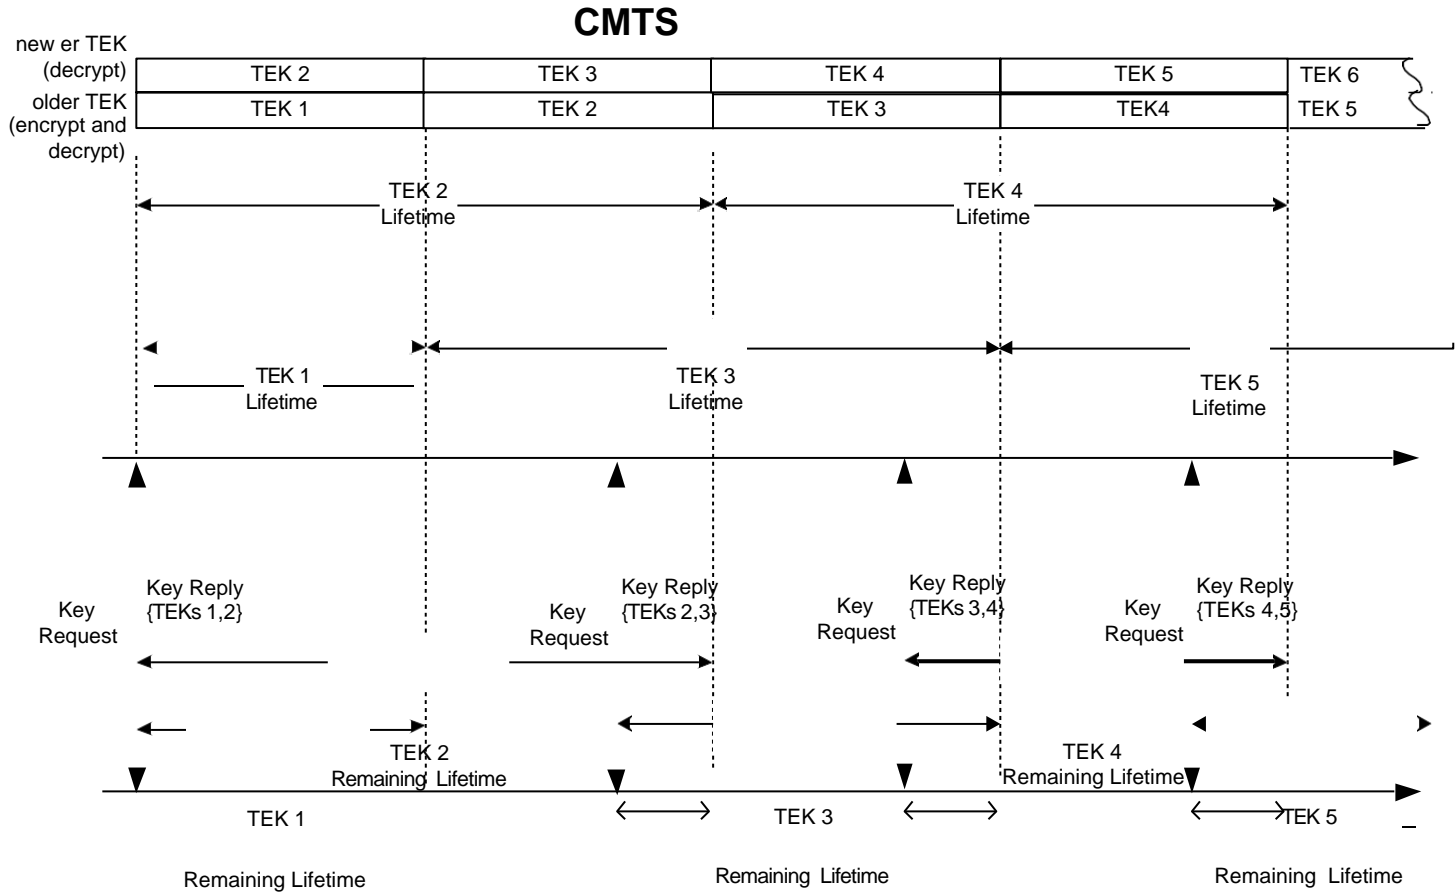 CMTS
new er TEK
(decrypt)
TEK 2
TEK 3
TEK 4
TEK 5
TEK 6
older TEK
(encrypt and
decrypt)
TEK 1
TEK 2
TEK 3
TEK4
TEK 5
TEK 2
Lifetime
TEK 4
Lifetime
TEK 1
Lifetime
TEK 3
Lifetime
TEK 5
Lifetime
Key
Request
Key Reply
{TEKs 1,2}
Key
Request
Key Reply
{TEKs 2,3}
Key
Request
Key Reply
{TEKs 3,4}
Key
Request
Key Reply
{TEKs 4,5}
TEK 2
Remaining Lifetime
TEK 4
Remaining Lifetime
TEK 1
TEK 3
TEK 5
Remaining Lifetime
Remaining Lifetime
Remaining Lifetime